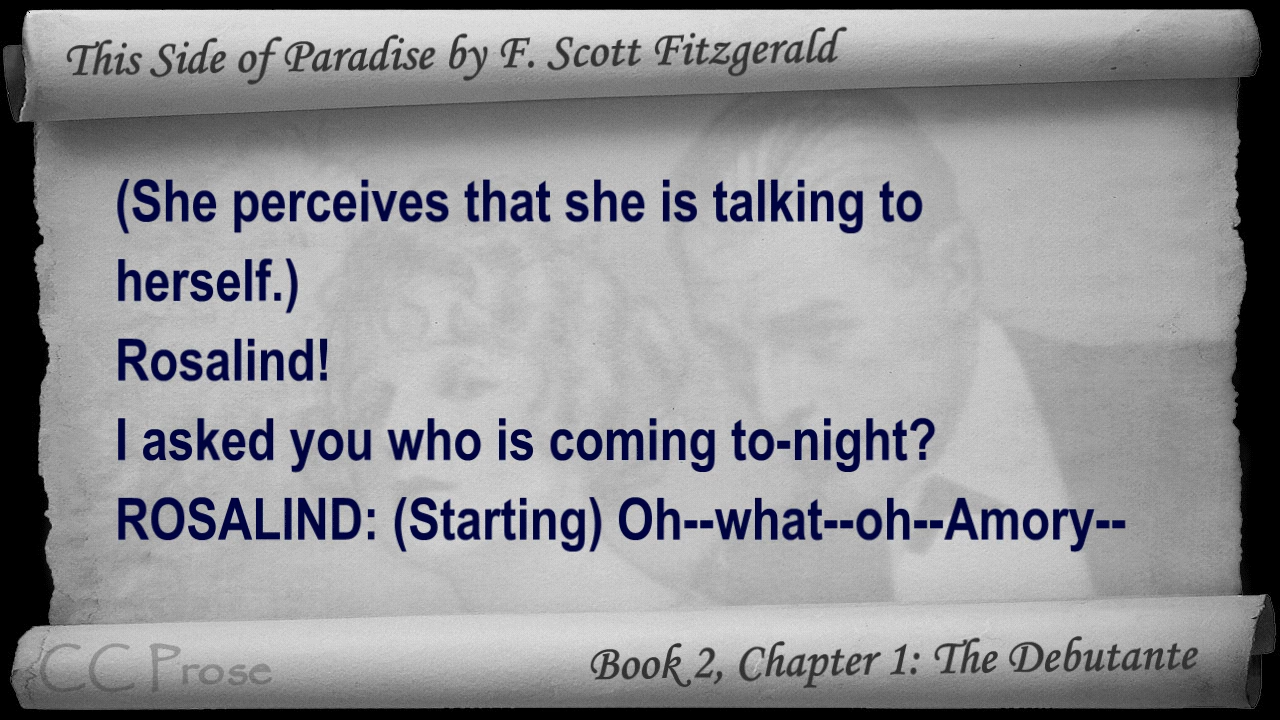 This Side of Paradise by F. Scott Fitzgerald
(She perceives that she is talking to
herself.)
Rosalind!
I asked you who is coming to-night?
ROSALIND: (Starting) Oh--what--oh--Amory--
CC Prose
Book 2, Chapter 1: The Debutante